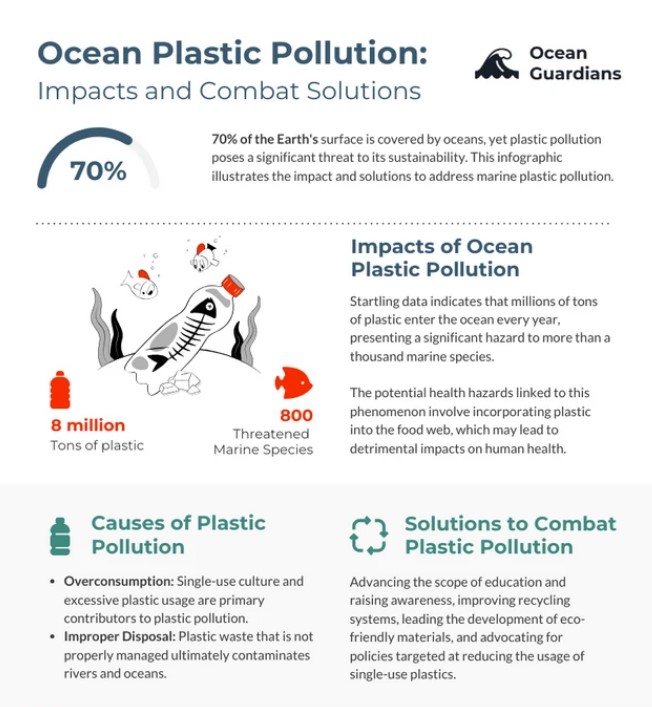 Ocean Plastic Pollution:
Impacts and Combat Solutions
Ocean
Guardians
70%
70% of the Earth's surface is covered by oceans, yet plastic pollution
poses a significant threat to its sustainability. This infographic
illustrates the impact and solutions to address marine plastic pollution.
8 million
Tons of plastic
800
Threatened
Marine Species
Impacts of Ocean
Plastic Pollution
Startling data indicates that millions of tons
of plastic enter the ocean every year,
presenting a significant hazard to more than a
thousand marine species.
The potential health hazards linked to this
phenomenon involve incorporating plastic
into the food web, which may lead to
detrimental impacts on human health.
Causes of Plastic
Pollution
• Overconsumption: Single-use culture and
excessive plastic usage are primary
contributors to plastic pollution.
• Improper Disposal: Plastic waste that is not
properly managed ultimately contaminates
rivers and oceans.
Solutions to Combat
Plastic Pollution
Advancing the scope of education and
raising awareness, improving recycling
systems, leading the development of eco-
friendly materials, and advocating for
policies targeted at reducing the usage of
single-use plastics.